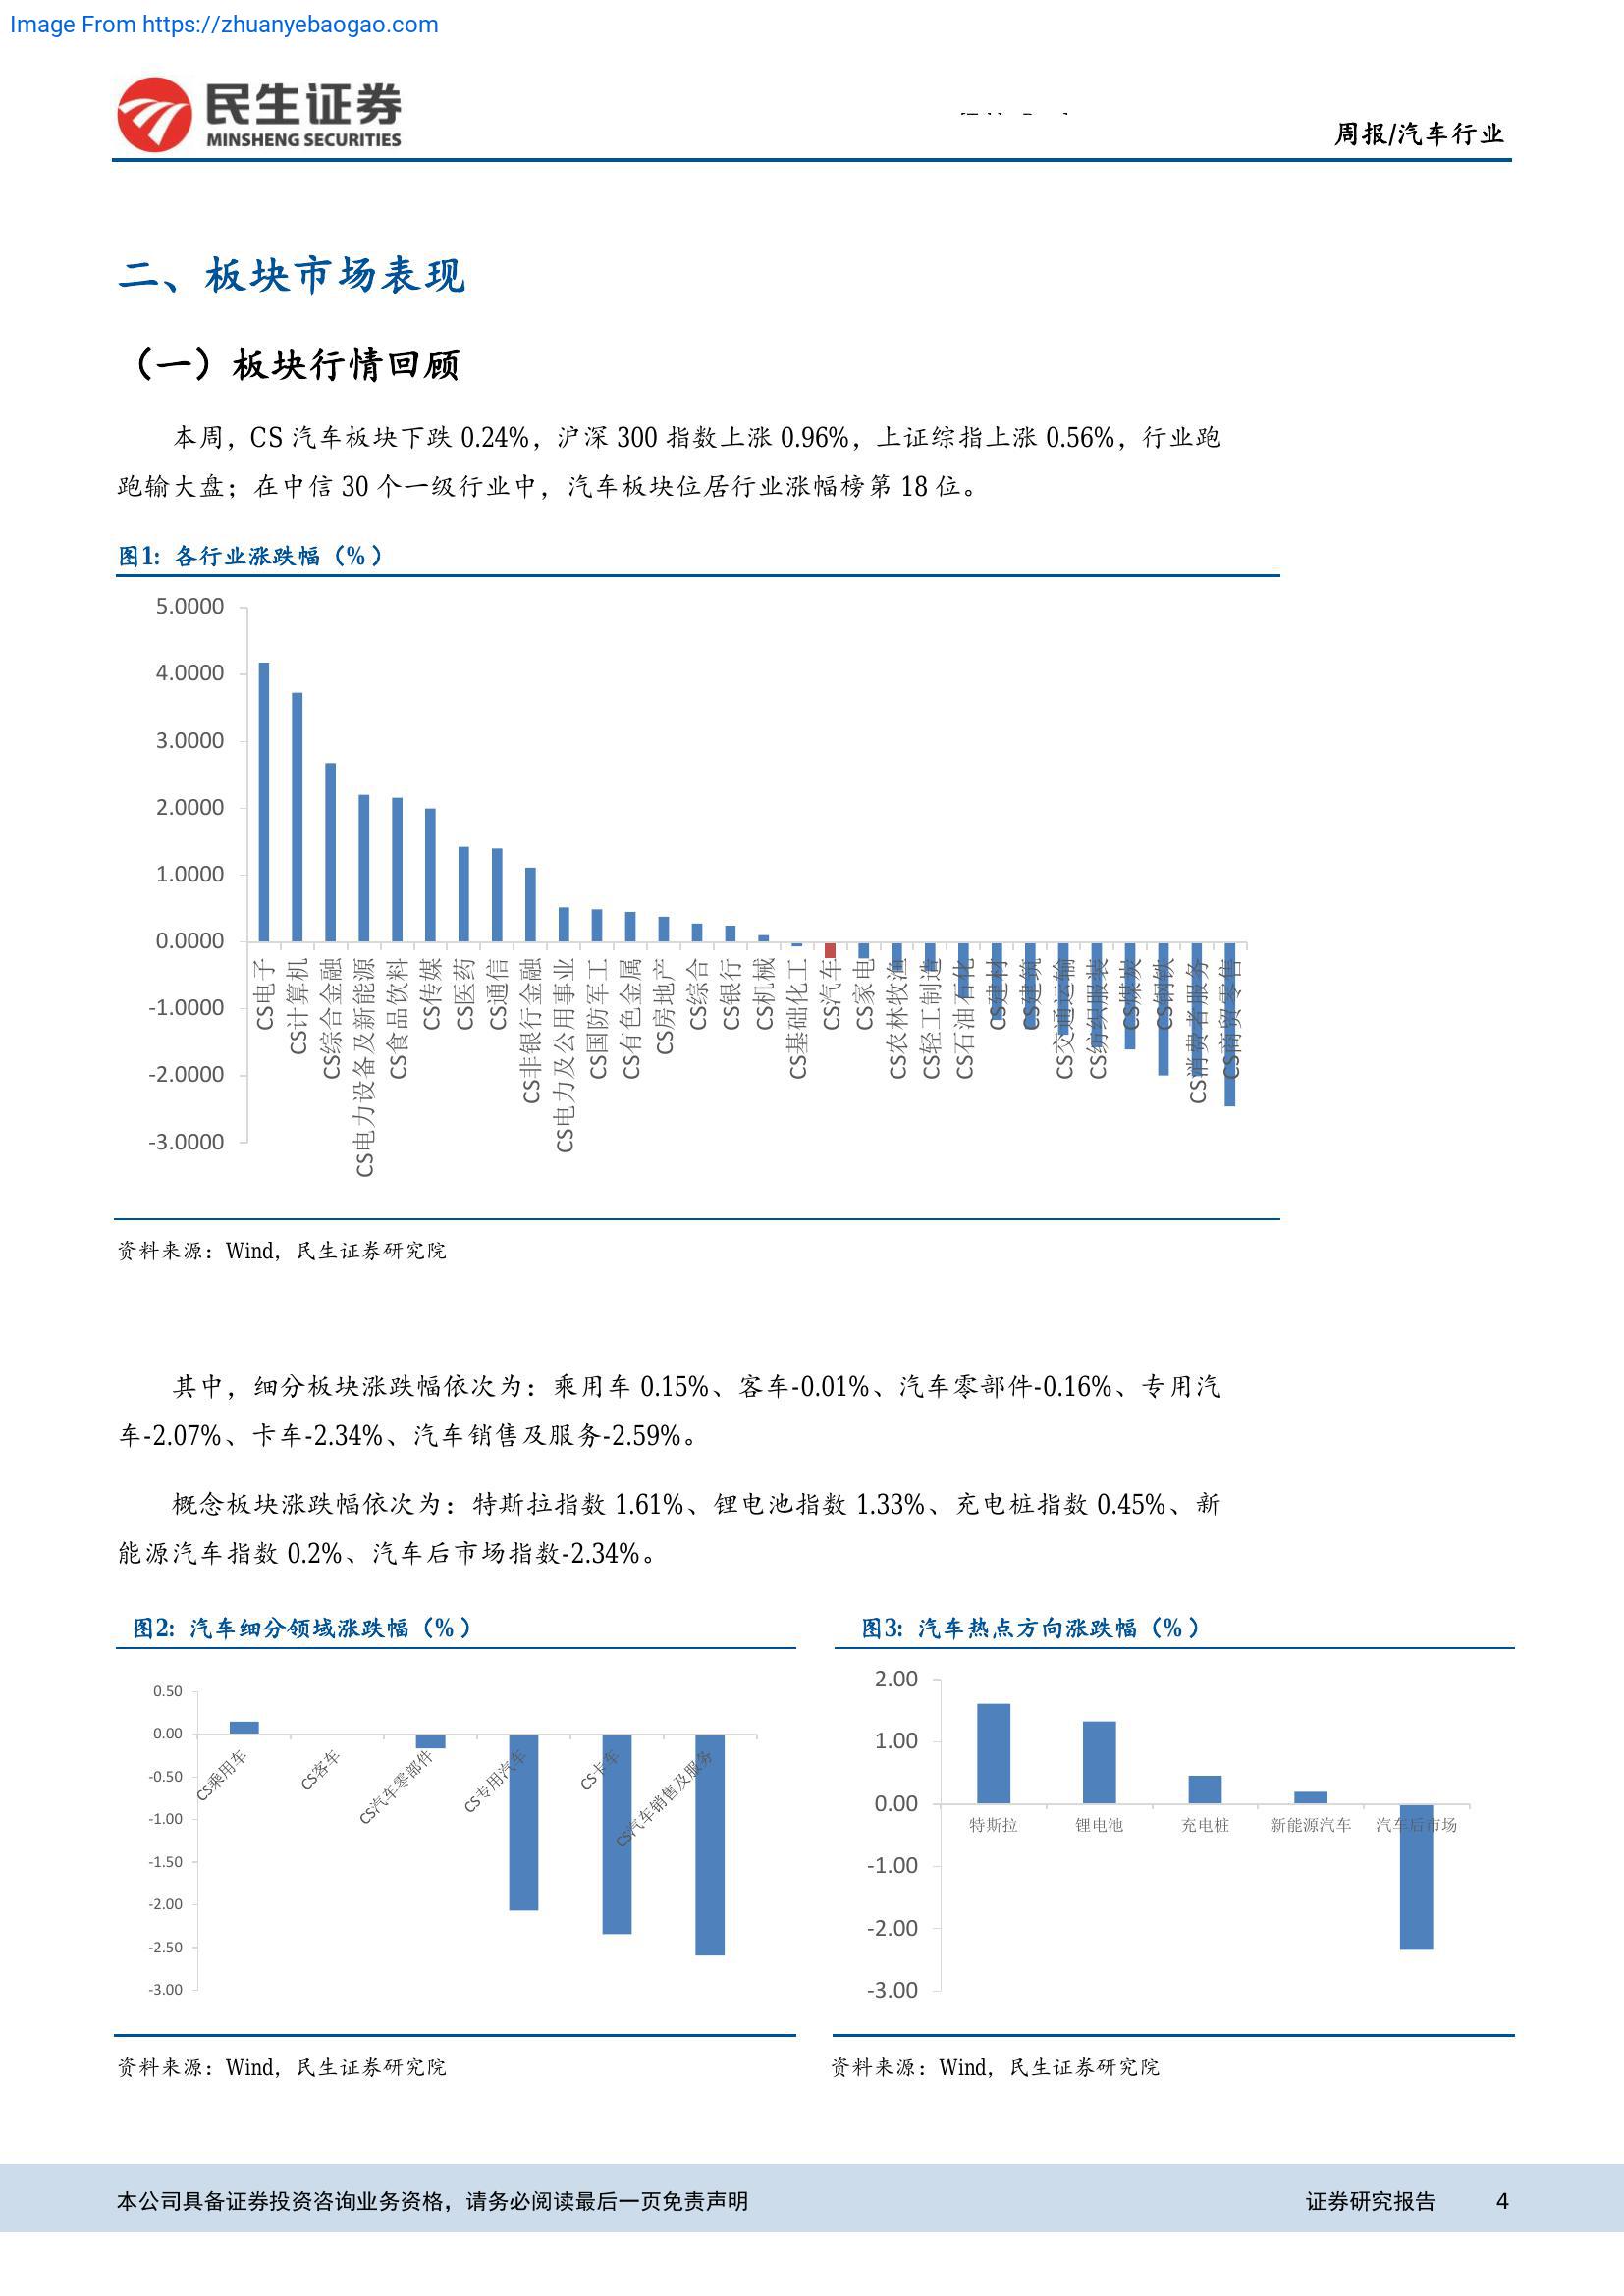 Image From https://zhuanyebaogao.com
民生证券
MINSHENG SECURITIES
周报/汽车行业
二、板块市场表现
（一）板块行情回顾
本周，CS 汽车板块下跌 0.24%，沪深 300 指数上涨 0.96%，上证综指上涨 0.56%，行业跑
跑输大盘；在中信 30 个一级行业中，汽车板块位居行业涨幅榜第 18 位。
图1: 各行业涨跌幅（%）
5.0000
4.0000
3.0000
2.0000
1.0000
0.0000
-1.0000
-2.0000
-3.0000
CS电子
CS计算机
CS综合金融
CS电力设备及新能源
CS食品饮料
CS传媒
CS医药
CS通信
CS非银行金融
CS电力及公用事业
CS国防军工
CS有色金属
CS房地产
CS综合
CS银行
CS机械
CS基础化工
CS汽车
CS家电
CS农林牧渔
CS轻工制造
CS石油石化
CS建材
CS建筑
CS交通运输
CS纺织服装
CS煤炭
CS钢铁
CS消费者服务
CS商贸零售
资料来源：Wind，民生证券研究院
其中，细分板块涨跌幅依次为：乘用车 0.15%、客车-0.01%、汽车零部件-0.16%、专用汽
车-2.07%、卡车-2.34%、汽车销售及服务-2.59%。
概念板块涨跌幅依次为：特斯拉指数 1.61%、锂电池指数 1.33%、充电桩指数 0.45%、新
能源汽车指数 0.2%、汽车后市场指数-2.34%。
图2: 汽车细分领域涨跌幅（%）
0.50
0.00
-0.50
-1.00
-1.50
-2.00
-2.50
-3.00
CS乘用车
CS客车
CS汽车零部件
CS专用汽车
CS卡车
CS汽车销售及服务
资料来源：Wind，民生证券研究院
图3: 汽车热点方向涨跌幅（%）
2.00
1.00
0.00
-1.00
-2.00
-3.00
特斯拉
锂电池
充电桩
新能源汽车
汽车后市场
资料来源：Wind，民生证券研究院
本公司具备证券投资咨询业务资格，请务必阅读最后一页免责声明
证券研究报告 4